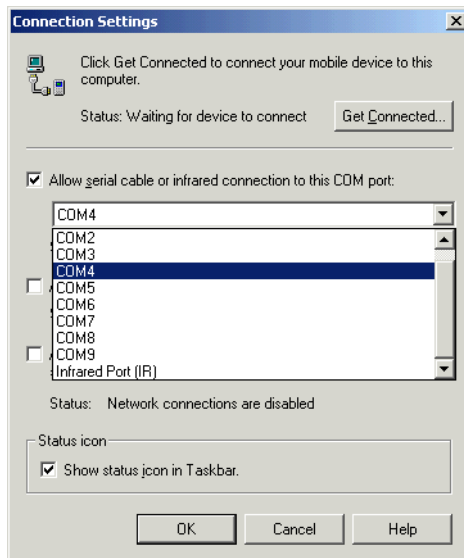 Connection Settings
Click Get Connected to connect your mobile device to this
computer.
Status: Waiting for device to connect
Get Connected...
Allow serial cable or infrared connection to this COM port:
COM4
COM2
COM3
COM4
COM5
COM6
COM7
COM8
COM9
Infrared Port (IR)
Status: Network connections are disabled
Status icon
Show status icon in Taskbar.
OK
Cancel
Help